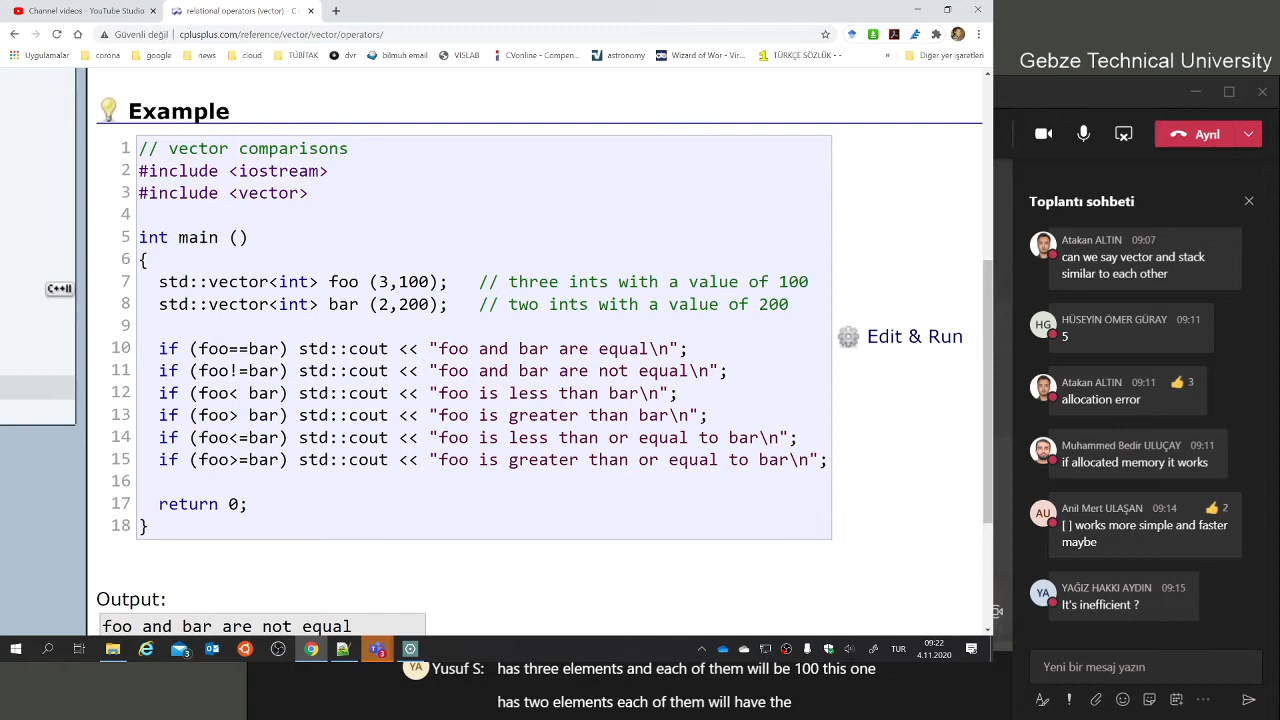 Channel videos - YouTube Studio
relational operators (vector) - C
Güvenli değil
cplusplus.com/reference/vector/vector/operators/
Uygulamalar
corona
google
news
cloud
TÜBİTAK
dvr
bilmuh email
VISLAB
CVonline - Compen...
astronomy
Wizard of Wor - Vir...
TÜRKÇE SÖZLÜK -...
»
Diğer yer işaretleri
Gebze Technical University
Example
1 // vector comparisons
2 #include <iostream>
3 #include <vector>
4
5 int main ()
6 {
7 std::vector<int> foo (3,100); // three ints with a value of 100
8 std::vector<int> bar (2,200); // two ints with a value of 200
9
10 if (foo==bar) std::cout << "foo and bar are equal\n";
11 if (foo!=bar) std::cout << "foo and bar are not equal\n";
12 if (foo< bar) std::cout << "foo is less than bar\n";
13 if (foo> bar) std::cout << "foo is greater than bar\n";
14 if (foo<=bar) std::cout << "foo is less than or equal to bar\n";
15 if (foo>=bar) std::cout << "foo is greater than or equal to bar\n";
16
17 return 0;
18 }
Edit & Run
Output:
foo and bar are not equal
C++11
Ayrıl
Toplantı sohbeti
Atakan ALTIN 09:07
can we say vector and stack
similar to each other
HG
HÜSEYİN ÖMER GÜRAY 09:11
5
Atakan ALTIN 09:11 3
allocation error
Muhammed Bedir ULUÇAY 09:11
if allocated memory it works
AU
Anıl Mert ULAŞAN 09:14 2
[ ] works more simple and faster
maybe
YA
YAĞIZ HAKKI AYDIN 09:15
It's inefficient ?
Yeni bir mesaj yazın
TUR
09:22
4.11.2020
YA Yusuf S: has three elements and each of them will be 100 this one
has two elements each of them will have the